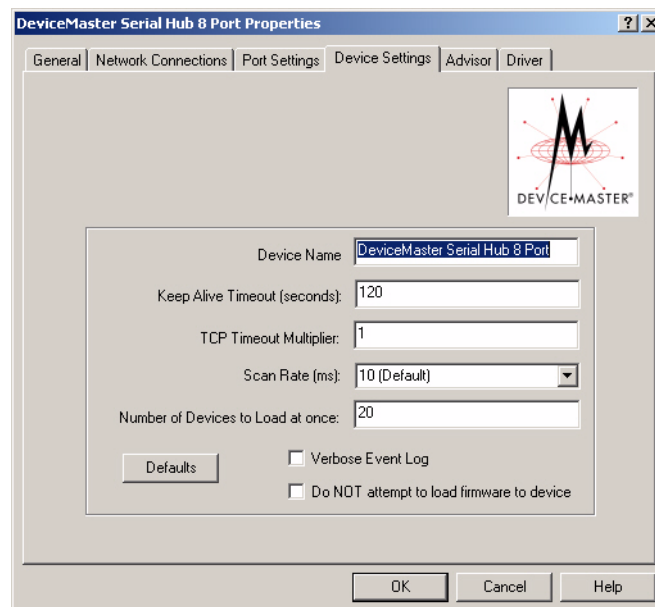 DeviceMaster Serial Hub 8 Port Properties
General Network Connections Port Settings Device Settings Advisor Driver
DEVICE•MASTER®
Device Name DeviceMaster Serial Hub 8 Port
Keep Alive Timeout (seconds): 120
TCP Timeout Multiplier: 1
Scan Rate (ms): 10 (Default)
Number of Devices to Load at once: 20
Defaults
Verbose Event Log
Do NOT attempt to load firmware to device
OK Cancel Help